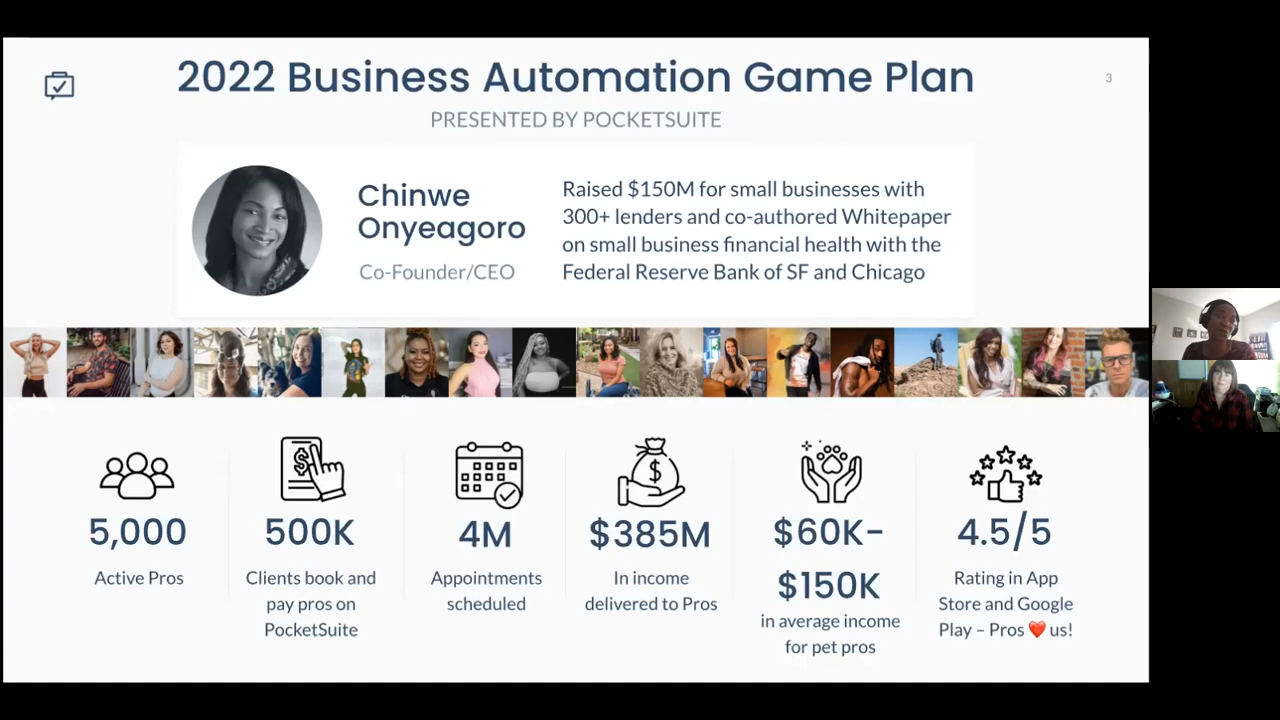 2022 Business Automation Game Plan
3
PRESENTED BY POCKETSUITE
Chinwe
Onyeagoro
Co-Founder/CEO
Raised $150M for small businesses with
300+ lenders and co-authored Whitepaper
on small business financial health with the
Federal Reserve Bank of SF and Chicago
5,000
Active Pros
500K
Clients book and
pay pros on
PocketSuite
4M
Appointments
scheduled
$385M
In income
delivered to Pros
$60K-
$150K
in average income
for pet pros
4.5/5
Rating in App
Store and Google
Play – Pros ❤️ us!